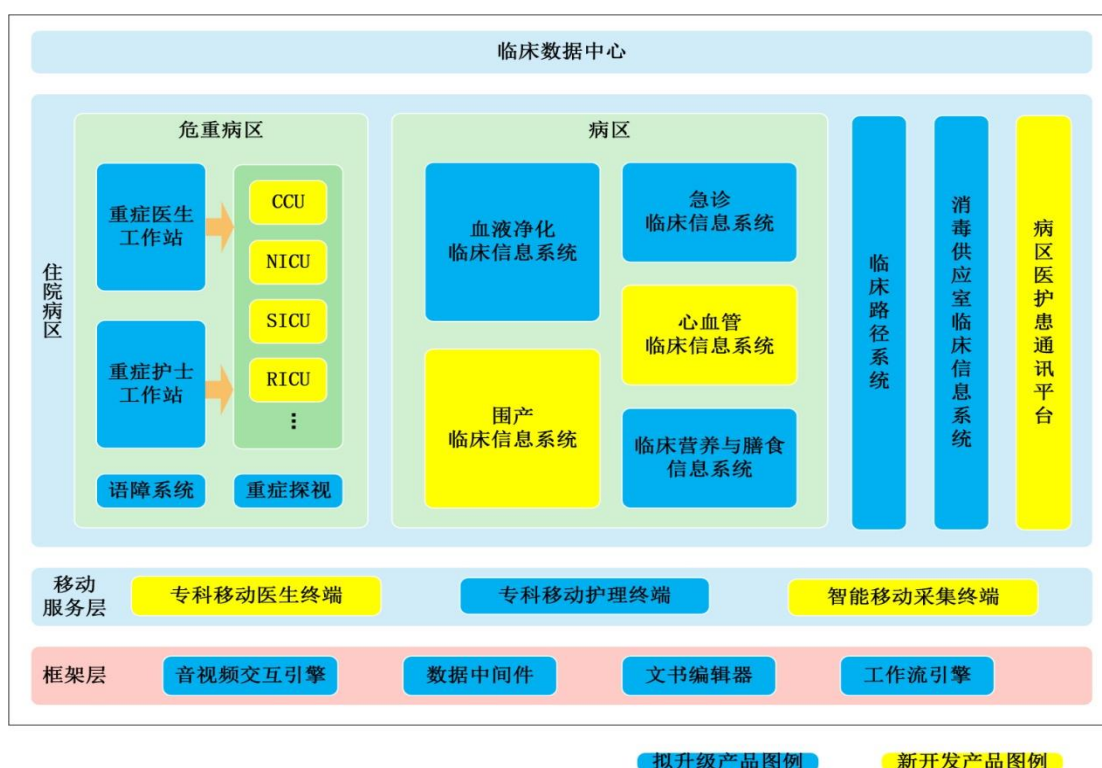 临床数据中心
住院病区
危重病区
重症医生
工作站
重症护士
工作站
CCU
NICU
SICU
RICU
语障系统
重症探视
病区
血液净化
临床信息系统
急诊
临床信息系统
心血管
临床信息系统
围产
临床信息系统
临床营养与膳食
信息系统
临床路径系统
消毒供应室临床信息系统
病区医护患通讯平台
移动
服务层
专科移动医生终端
专科移动护理终端
智能移动采集终端
框架层
音视频交互引擎
数据中间件
文书编辑器
工作流引擎
拟升级产品图例
新开发产品图例